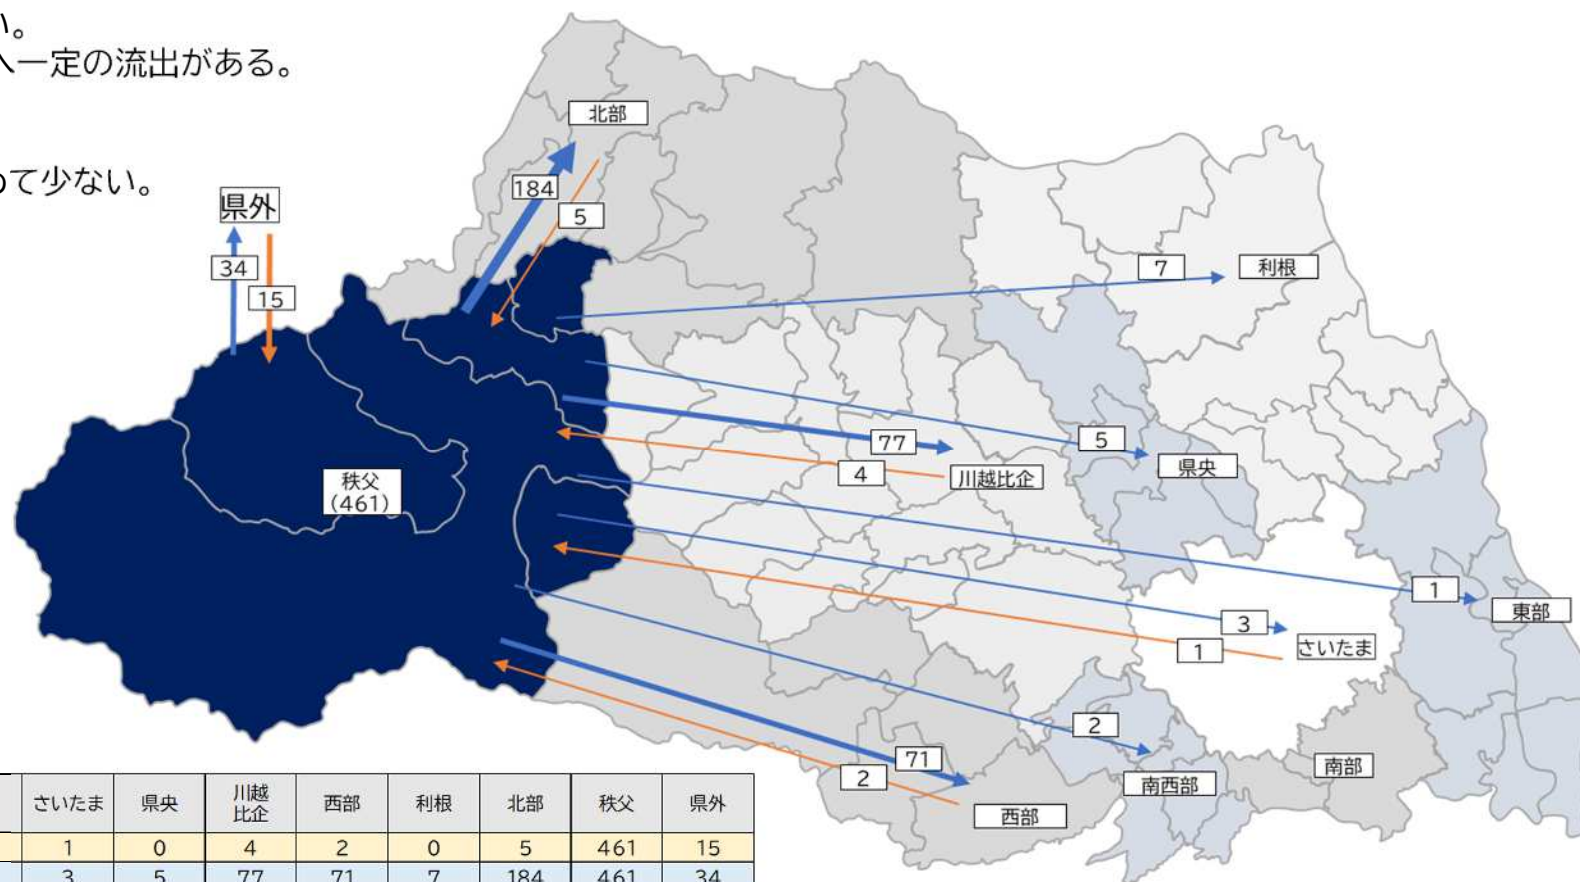 い。
へ一定の流出がある。
めて少ない。
北部
184
5
県外
34
15
7
利根
秩父
(461)
77
5
県央
4
川越比企
1
東部
3
さいたま
1
2
71
2
南部
南西部
西部
さいたま 県央 川越比企 西部 利根 北部 秩父 県外
1 0 4 2 0 5 461 15
3 5 77 71 7 184 461 34